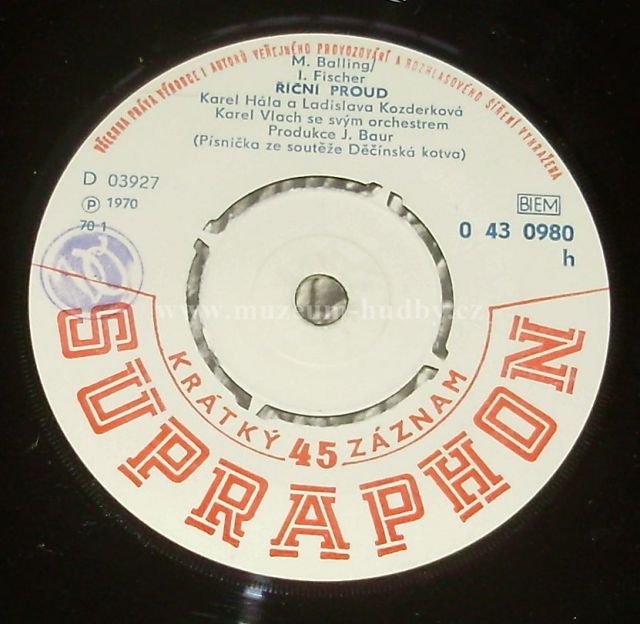 VŠECHNA PRÁVA VÝROBCE I AUTORŮ VEŘEJNÉHO PROVOZOVÁNÍ A ROZHLASOVÉHO ŠÍŘENÍ VYHRAŽENA
M. Balling/
I. Fischer
ŘÍČNÍ PROUD
Karel Hála a Ladislava Kozderková
Karel Vlach se svým orchestrem
Produkce J. Baur
(Písnička ze soutěže Děčínská kotva)
D 03927
Ⓟ 1970
70 1
BIEM
0 43 0980
h
www.muzeum-hudby.cz
KRÁTKÝ 45 ZÁZNAM
SUPRAPHON